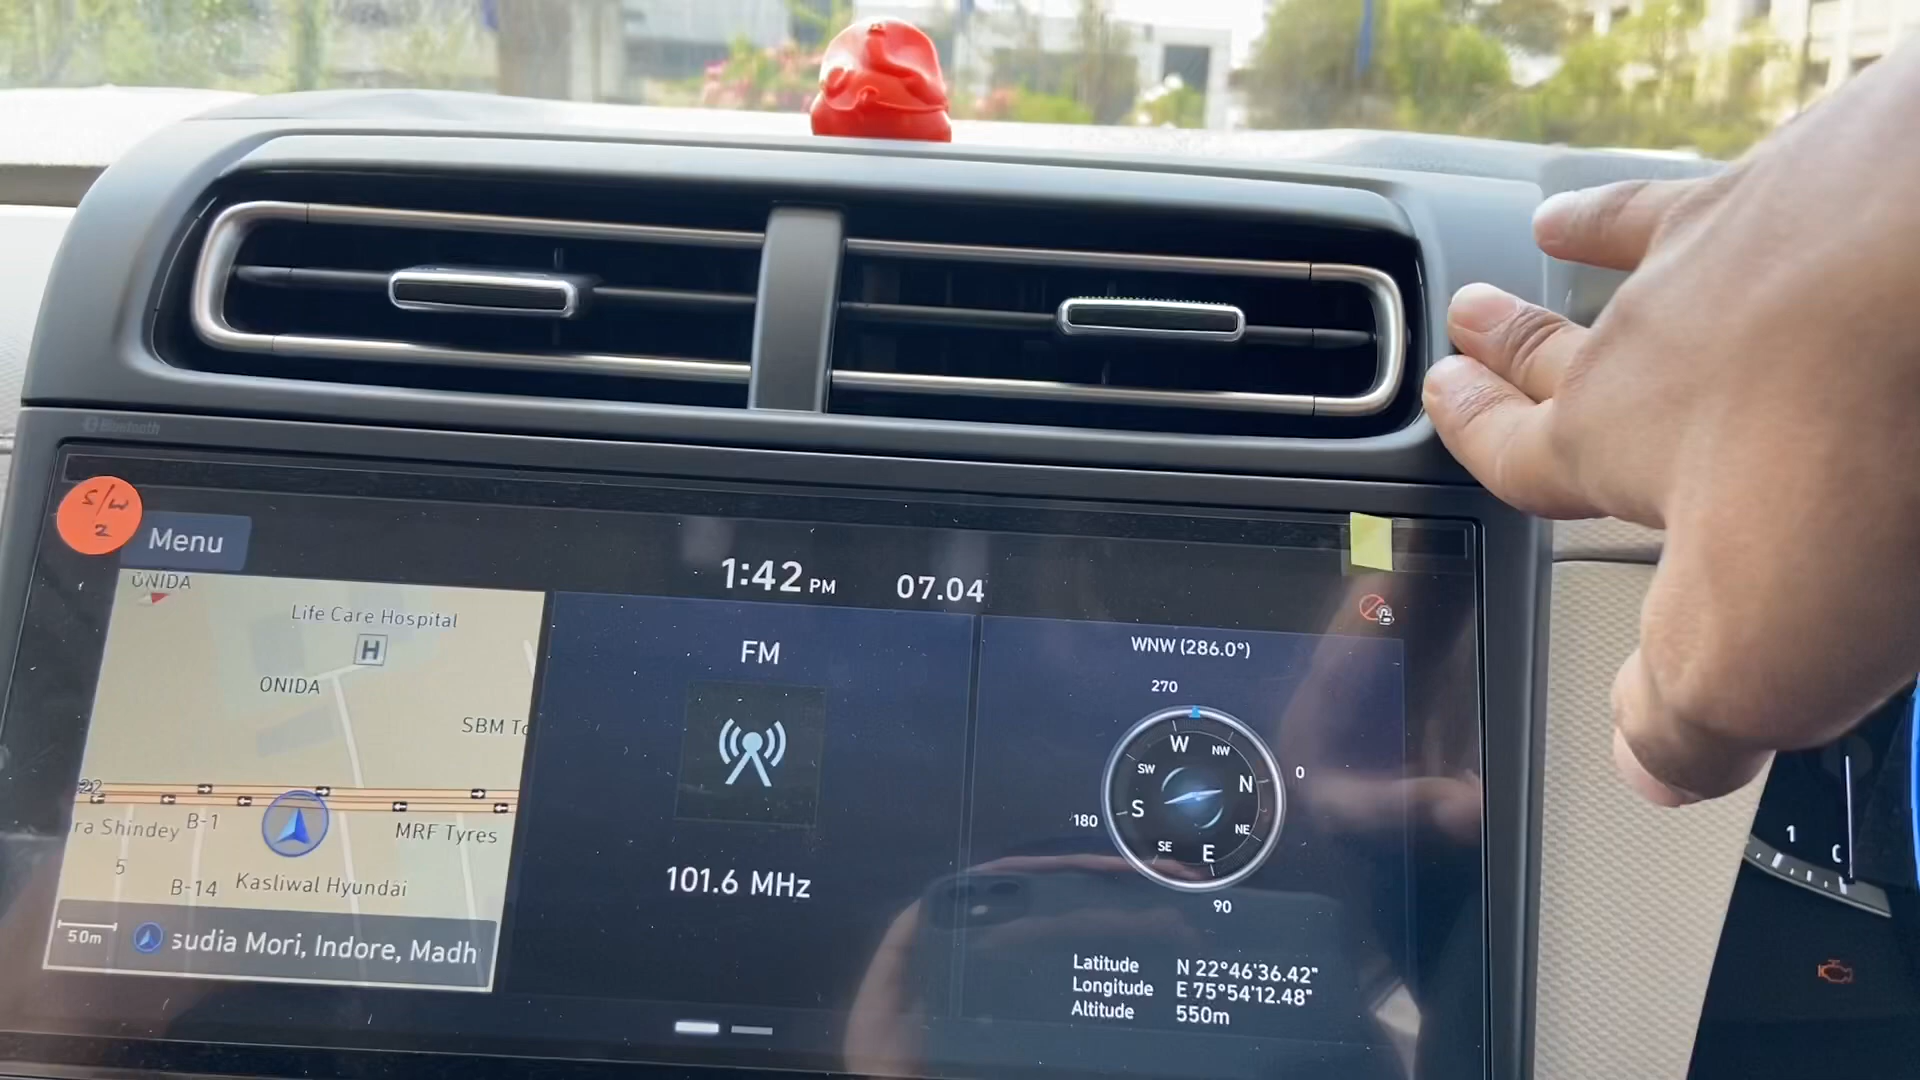 Bluetooth
S/W
2
Menu
1:42 PM 07.04
ONIDA
Life Care Hospital
H
ONIDA
SBM To
22
ra Shindey
B-1
MRF Tyres
5
B-14
Kasliwal Hyundai
50m
sudia Mori, Indore, Madh
FM
101.6 MHz
WNW (286.0°)
270
W
NW
SW
N
0
S
180
NE
SE
E
90
Latitude N 22°46'36.42"
Longitude E 75°54'12.48"
Altitude 550m
1